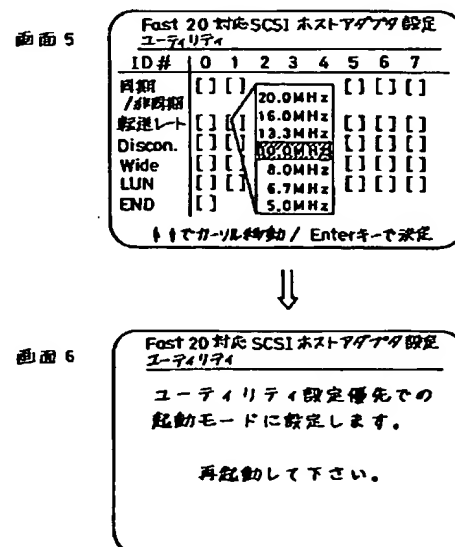 画面 5
Fast 20 対応 SCSI ホストアダプタ設定
ユーティリティ
ID # 0 1 2 3 4 5 6 7
同期 [ ] [ ] [ ] [ ] [ ]
/非同期
20.0MHz
16.0MHz
転送レート [ ] [ ] [ ] [ ] [ ]
13.3MHz
Discon. [ ] [ ] [ ] [ ] [ ]
10.0MHz
Wide [ ] [ ] [ ] [ ] [ ]
8.0MHz
LUN [ ] [ ] [ ] [ ] [ ]
6.7MHz
END [ ]
5.0MHz
↑↑でカーソル移動 / Enterキーで決定
⇓
画面 6
Fast 20 対応 SCSI ホストアダプタ設定
ユーティリティ
ユーティリティ設定優先での
起動モードに設定します。
再起動して下さい。